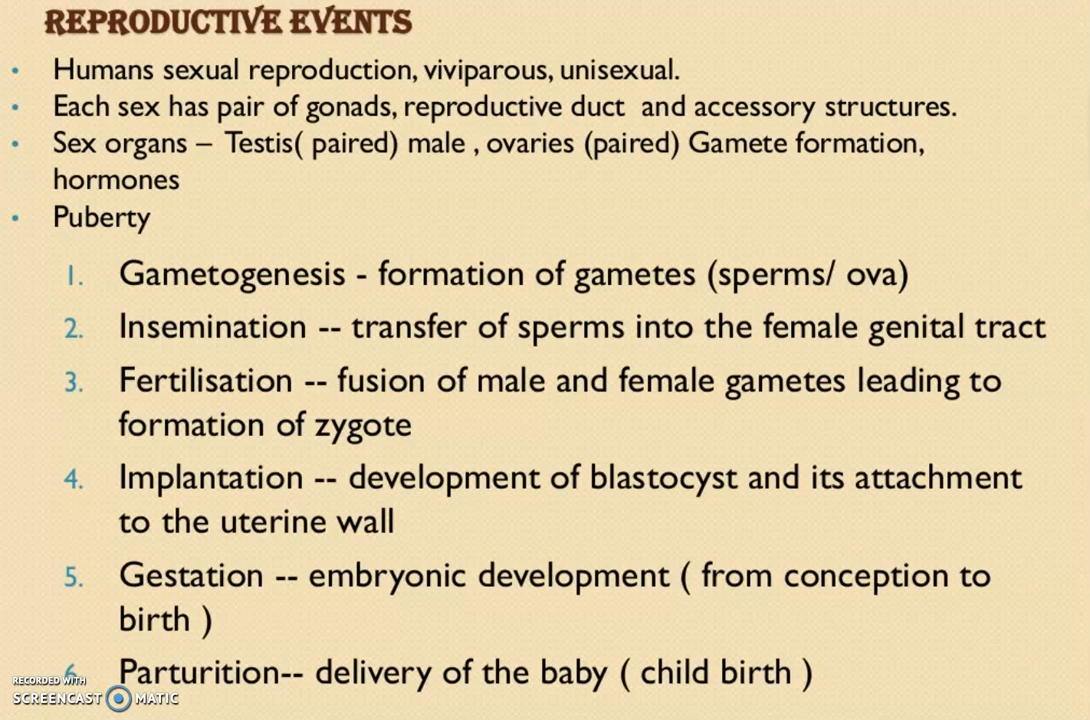 REPRODUCTIVE EVENTS
• Humans sexual reproduction, viviparous, unisexual.
• Each sex has pair of gonads, reproductive duct and accessory structures.
• Sex organs – Testis( paired) male , ovaries (paired) Gamete formation,
hormones
• Puberty
1. Gametogenesis - formation of gametes (sperms/ ova)
2. Insemination -- transfer of sperms into the female genital tract
3. Fertilisation -- fusion of male and female gametes leading to
formation of zygote
4. Implantation -- development of blastocyst and its attachment
to the uterine wall
5. Gestation -- embryonic development ( from conception to
birth )
6. Parturition-- delivery of the baby ( child birth )
RECORDED WITH
SCREENCAST MATIC